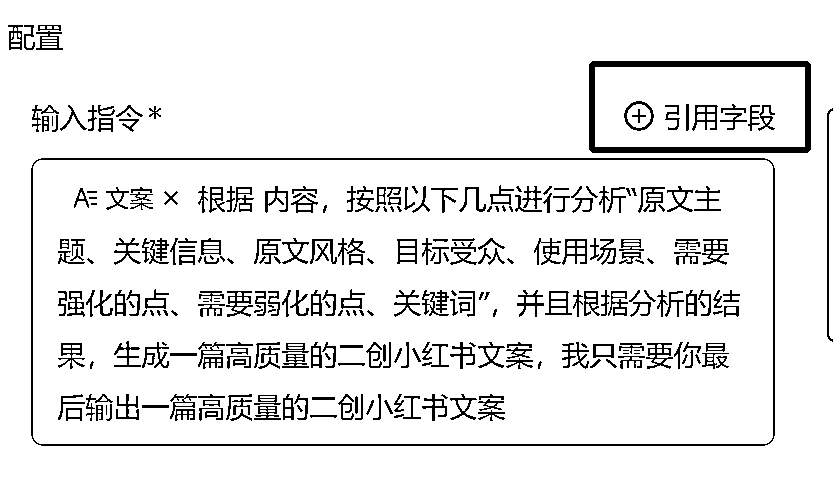 配置
输入指令*
引用字段
文案 × 根据 内容，按照以下几点进行分析“原文主
题、关键信息、原文风格、目标受众、使用场景、需要
强化的点、需要弱化的点、关键词”，并且根据分析的结
果，生成一篇高质量的二创小红书文案，我只需要你最
后输出一篇高质量的二创小红书文案